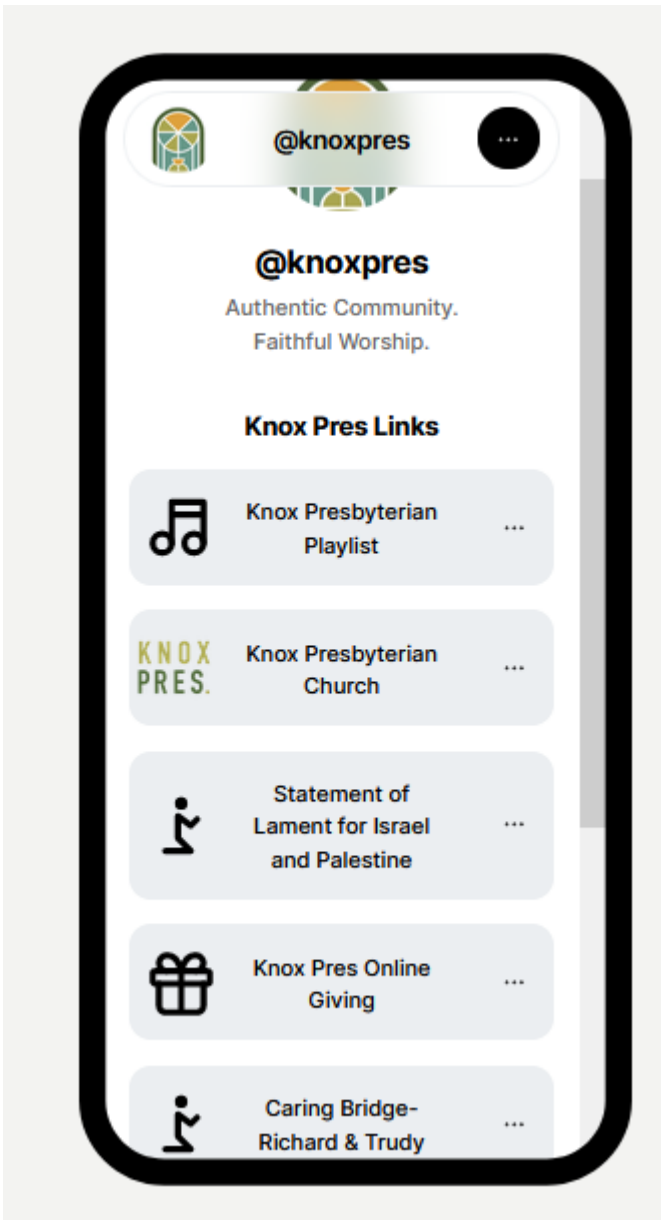 @knoxpres
...
@knoxpres
Authentic Community.
Faithful Worship.
Knox Pres Links
Knox Presbyterian
Playlist
...
KNOX
PRES.
Knox Presbyterian
Church
...
Statement of
Lament for Israel
and Palestine
...
Knox Pres Online
Giving
...
Caring Bridge-
Richard & Trudy
...